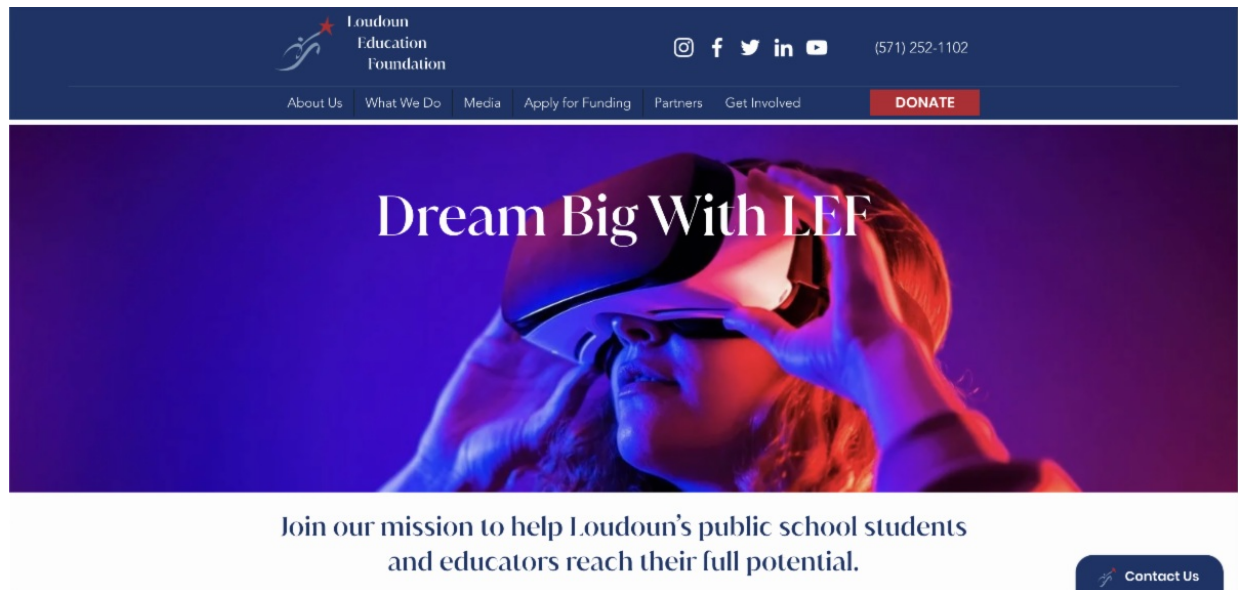 Loudoun
Education
Foundation
(571) 252-1102
About Us What We Do Media Apply for Funding Partners Get Involved DONATE
Dream Big With LEF
Join our mission to help Loudoun's public school students
and educators reach their full potential.
Contact Us